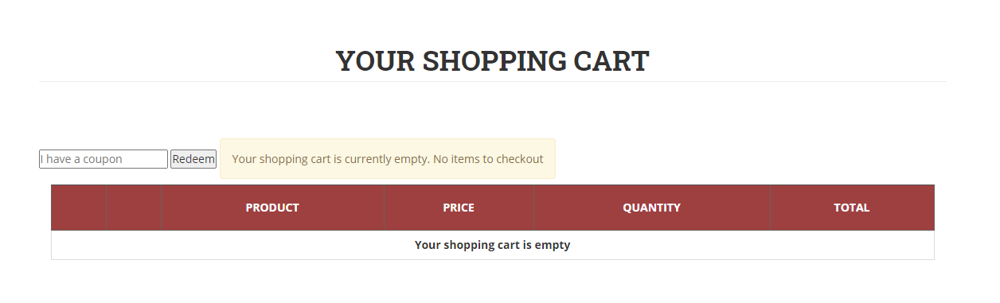 YOUR SHOPPING CART
I have a coupon Redeem Your shopping cart is currently empty. No items to checkout
PRODUCT PRICE QUANTITY TOTAL
Your shopping cart is empty